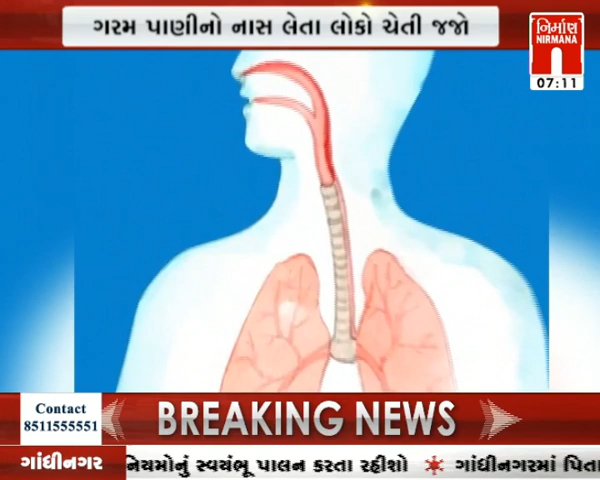 ગરમ પાણીનો નાસ લેતા લોકો ચેતી જજો
નિર્માણ
NIRMANA
07:11
Contact
8511555551
BREAKING NEWS
ગાંધીનગર
નિયમોનું સ્વયંભૂ પાલન કરતા રહીશો ગાંધીનગરમાં પિતા